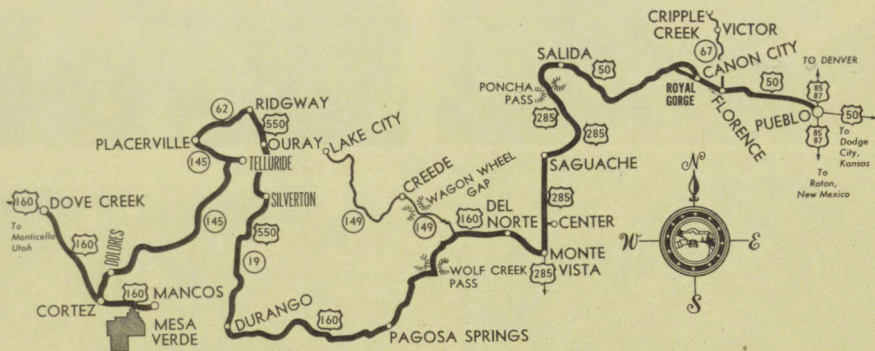 CRIPPLEY
CREEK
VICTOR
67
SALIDA
50
CANON CITY
TO DENVER
85
87
ROYAL
GORGE
50
PONCHA
PASS
FLORENCE
PUEBLO
50
85
87
To
Dodge
City,
Kansas
To
Raton,
New Mexico
62
RIDGWAY
550
PLACERVILLE
OURAY
LAKE CITY
145
TELLURIDE
285
285
SAGUACHE
CREEDE
WAGON WHEEL
GAP
160
DOVE CREEK
SILVERTON
149
149
160
DEL
NORTE
285
CENTER
To
Monticello
Utah
160
DOLORES
145
550
19
MONTE
VISTA
285
WOLF CREEK
PASS
CORTEZ
160
MANCOS
MESA
VERDE
DURANGO
160
PAGOSA SPRINGS
N
W
E
S